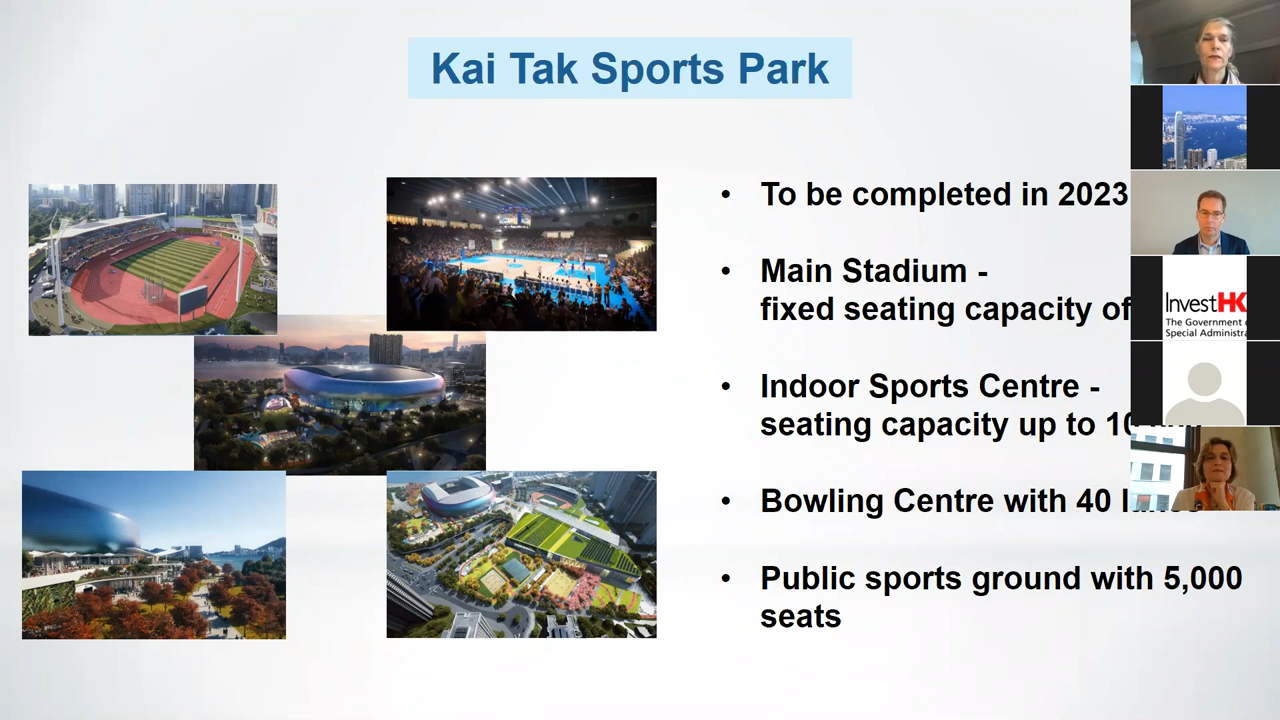 Kai Tak Sports Park
• To be completed in 2023
• Main Stadium -
fixed seating capacity of
• Indoor Sports Centre -
seating capacity up to
• Bowling Centre with 40
• Public sports ground with 5,000
seats
InvestHK
The Government
Special